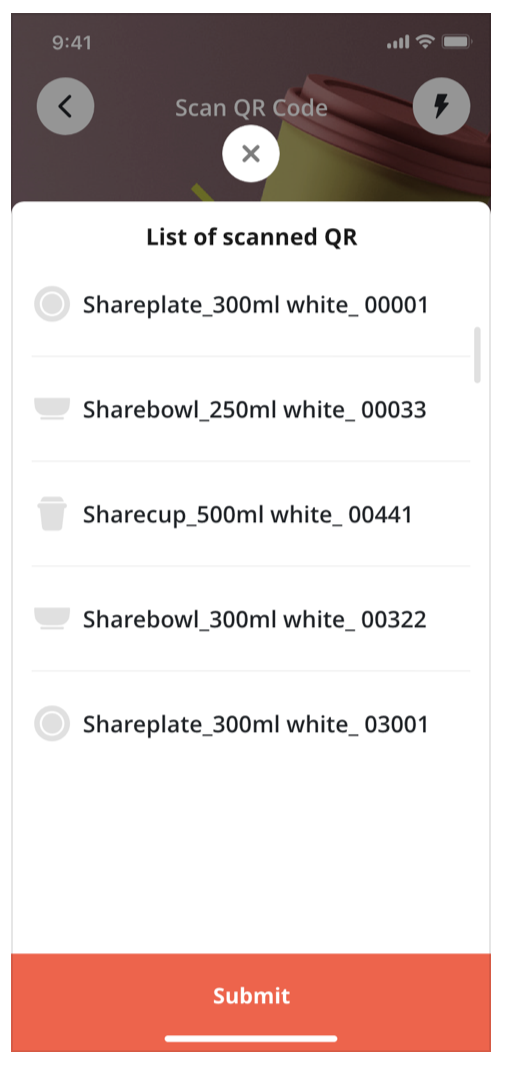 9:41
Scan QR Code
List of scanned QR
Shareplate_300ml white_ 00001
Sharebowl_250ml white_ 00033
Sharecup_500ml white_ 00441
Sharebowl_300ml white_ 00322
Shareplate_300ml white_ 03001
Submit